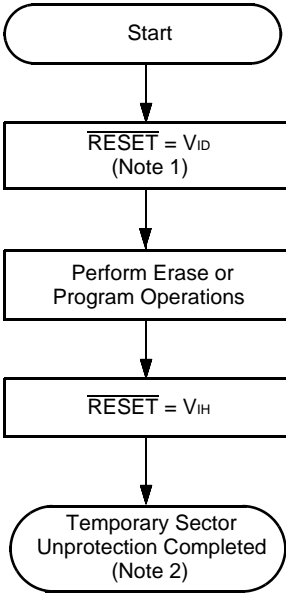 Start
RESET = VID
(Note 1)
Perform Erase or
Program Operations
RESET = VIH
Temporary Sector
Unprotection Completed
(Note 2)